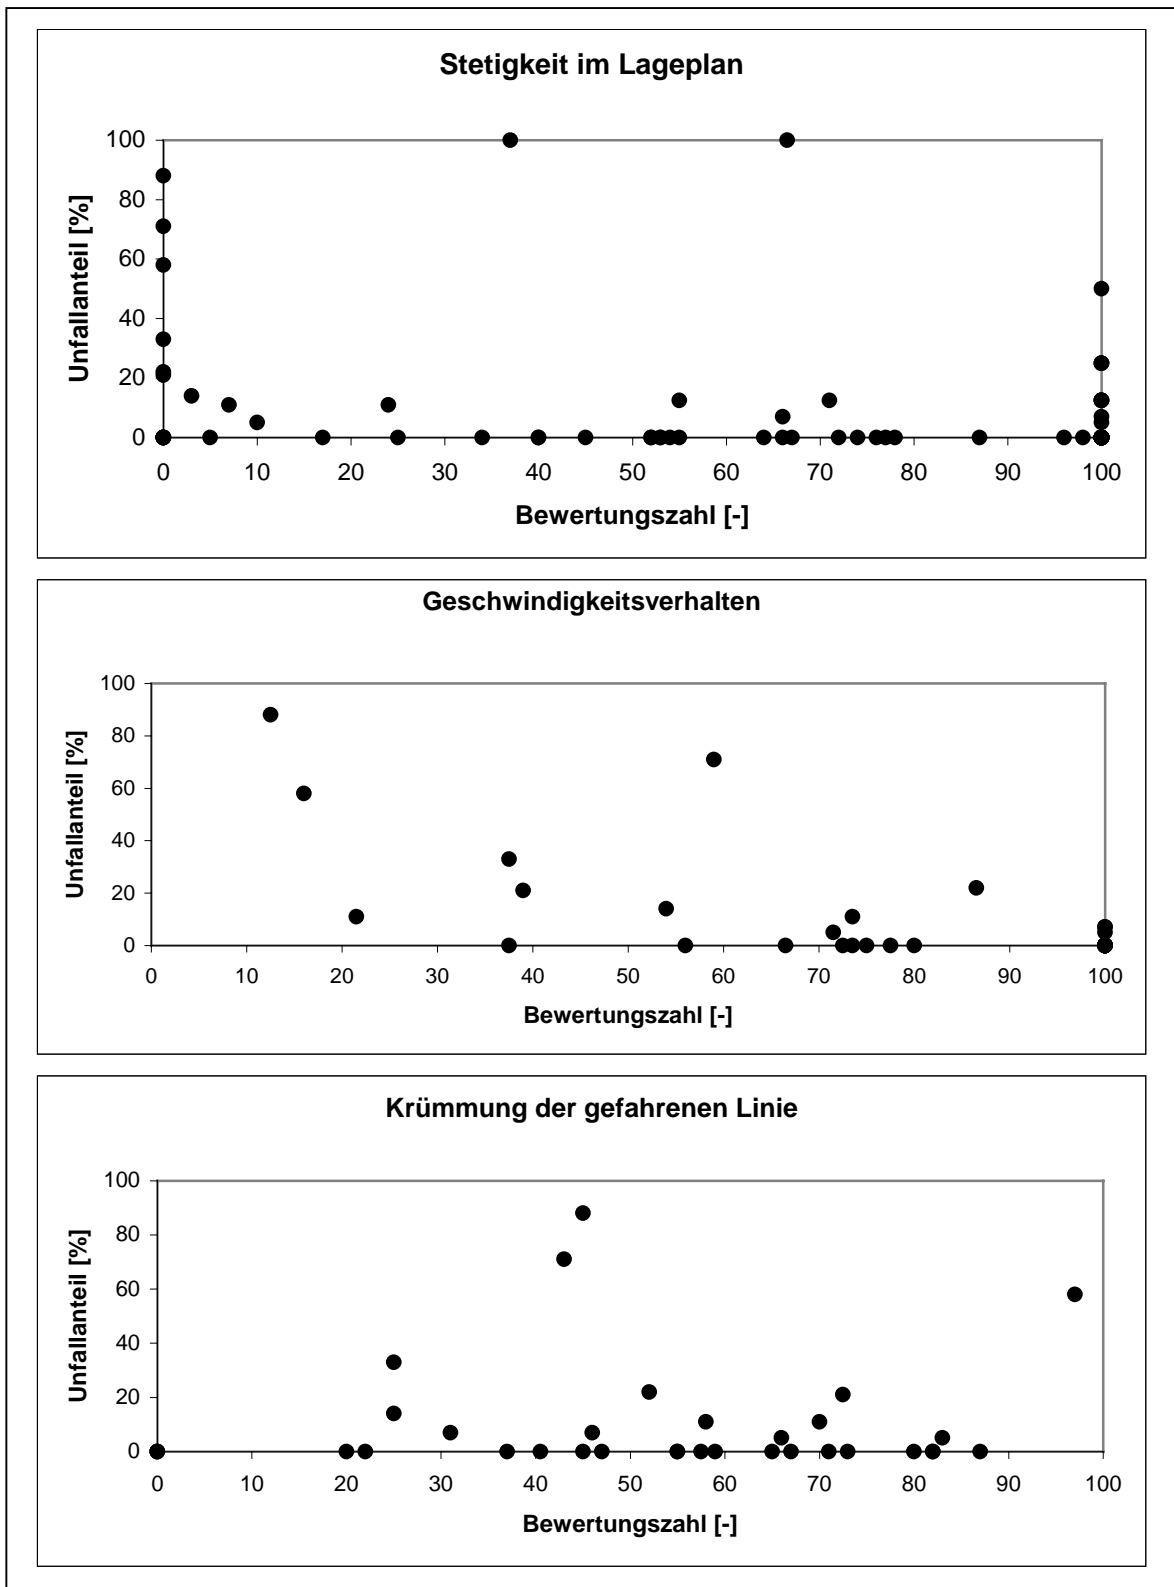 Stetigkeit im Lageplan
Unfallanteil [%]
100
80
60
40
20
0
0 10 20 30 40 50 60 70 80 90 100
Bewertungszahl [-]
Geschwindigkeitsverhalten
Unfallanteil [%]
100
80
60
40
20
0
0 10 20 30 40 50 60 70 80 90 100
Bewertungszahl [-]
Krümmung der gefahrenen Linie
Unfallanteil [%]
100
80
60
40
20
0
0 10 20 30 40 50 60 70 80 90 100
Bewertungszahl [-]